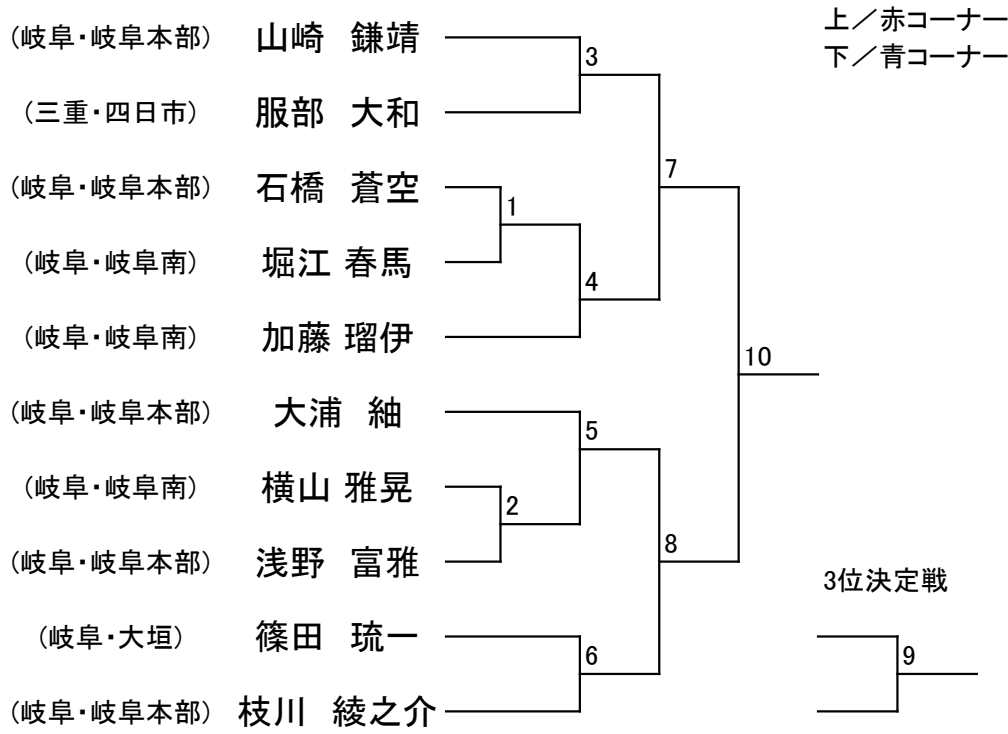 上／赤コーナー
下／青コーナー
(岐阜・岐阜本部) 山崎 鎌靖
3
(三重・四日市) 服部 大和
7
(岐阜・岐阜本部) 石橋 蒼空
1
(岐阜・岐阜南) 堀江 春馬
4
(岐阜・岐阜南) 加藤 瑠伊
10
(岐阜・岐阜本部) 大浦 紬
5
(岐阜・岐阜南) 横山 雅晃
2
8
(岐阜・岐阜本部) 浅野 富雅
3位決定戦
(岐阜・大垣) 篠田 琉一
6
9
(岐阜・岐阜本部) 枝川 綾之介